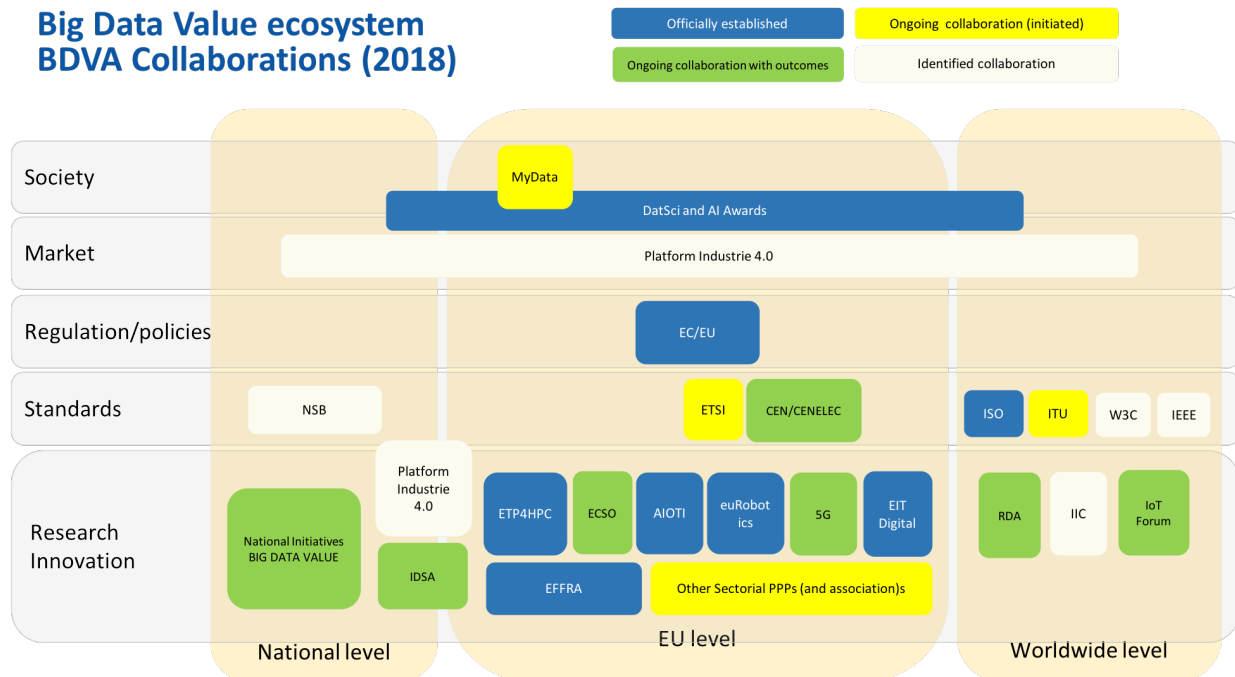 Big Data Value ecosystem
BDVA Collaborations (2018)
Officially established
Ongoing collaboration (initiated)
Ongoing collaboration with outcomes
Identified collaboration
Society
MyData
DatSci and AI Awards
Market
Platform Industrie 4.0
Regulation/policies
EC/EU
Standards
NSB
ETSI
CEN/CENELEC
ISO
ITU
W3C
IEEE
Research
Innovation
National Initiatives
BIG DATA VALUE
Platform
Industrie
4.0
IDSA
ETP4HPC
ECSO
AIOTI
euRobot
ics
5G
EIT
Digital
EFFRA
Other Sectorial PPPs (and association)s
RDA
IIC
IoT
Forum
National level
EU level
Worldwide level